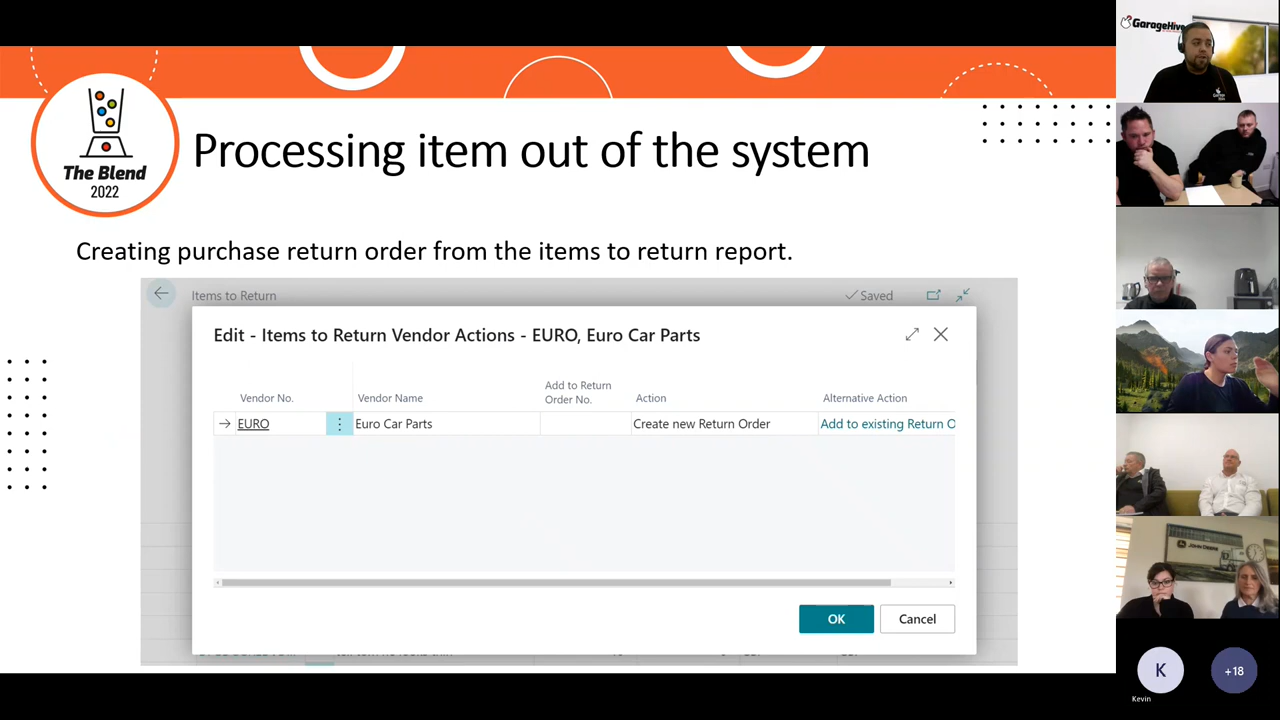 The Blend
2022
Processing item out of the system
Creating purchase return order from the items to return report.
Items to Return
Saved
Edit - Items to Return Vendor Actions - EURO, Euro Car Parts
Vendor No.
Vendor Name
Add to Return
Order No.
Action
Alternative Action
EURO
Euro Car Parts
Create new Return Order
Add to existing Return O
OK
Cancel
GarageHive
JOHN DEERE
K
Kevin
+18